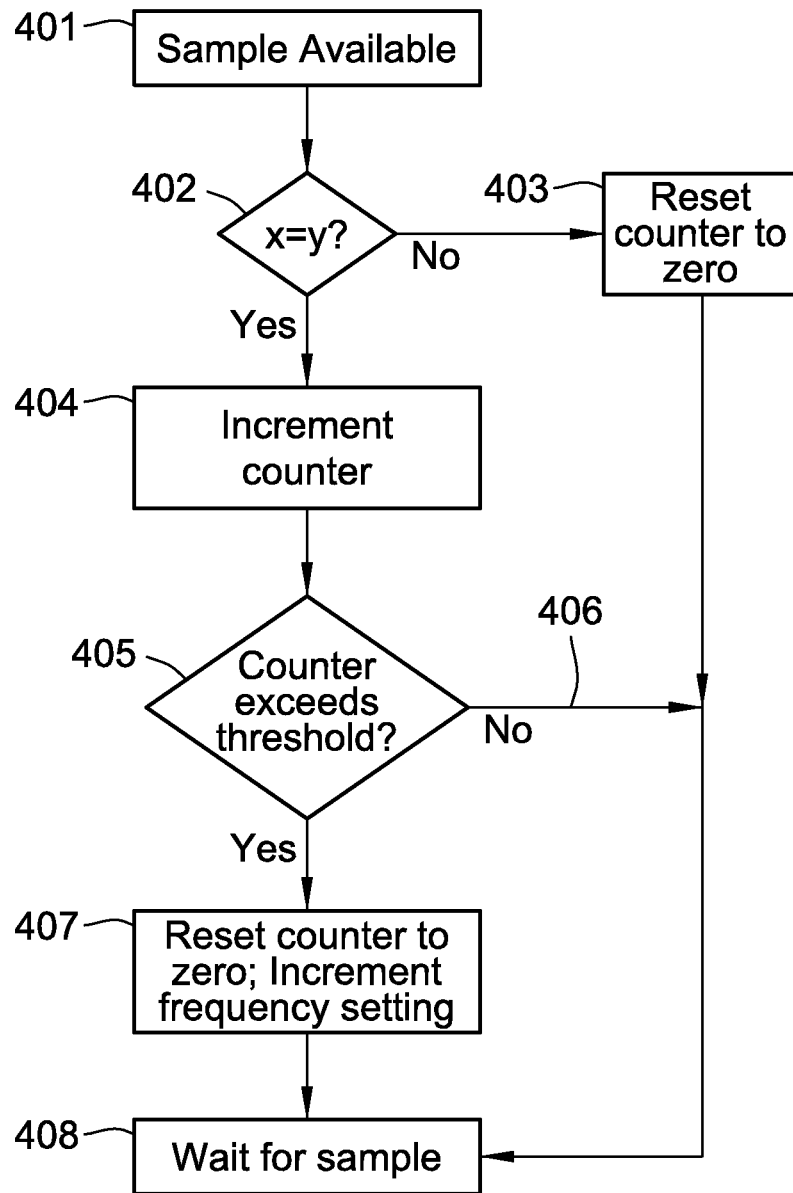 401
Sample Available
402
x=y?
No
403
Reset
counter to
zero
Yes
404
Increment
counter
405
Counter
exceeds
threshold?
406
No
Yes
407
Reset counter to
zero; Increment
frequency setting
408
Wait for sample